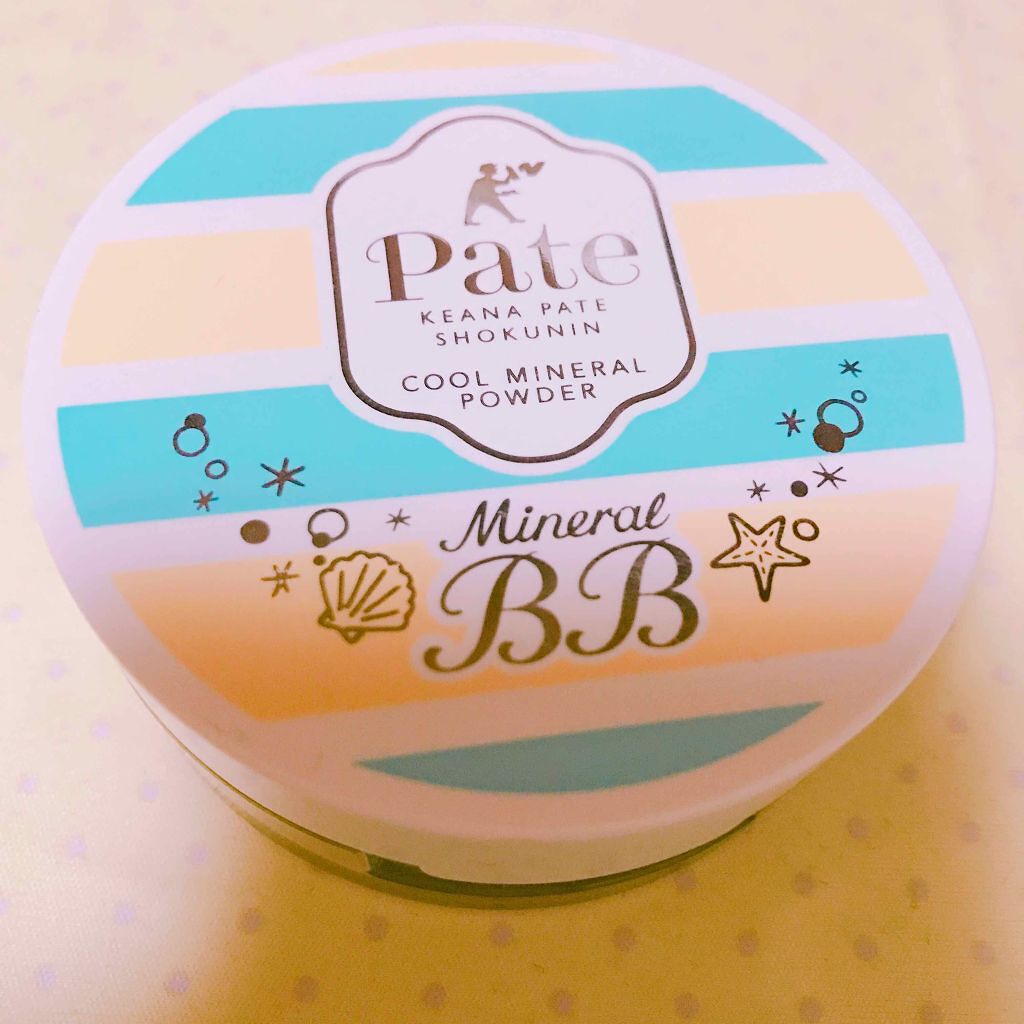 Pate
KEANA PATE
SHOKUNIN
COOL MINERAL
POWDER
Mineral
BB